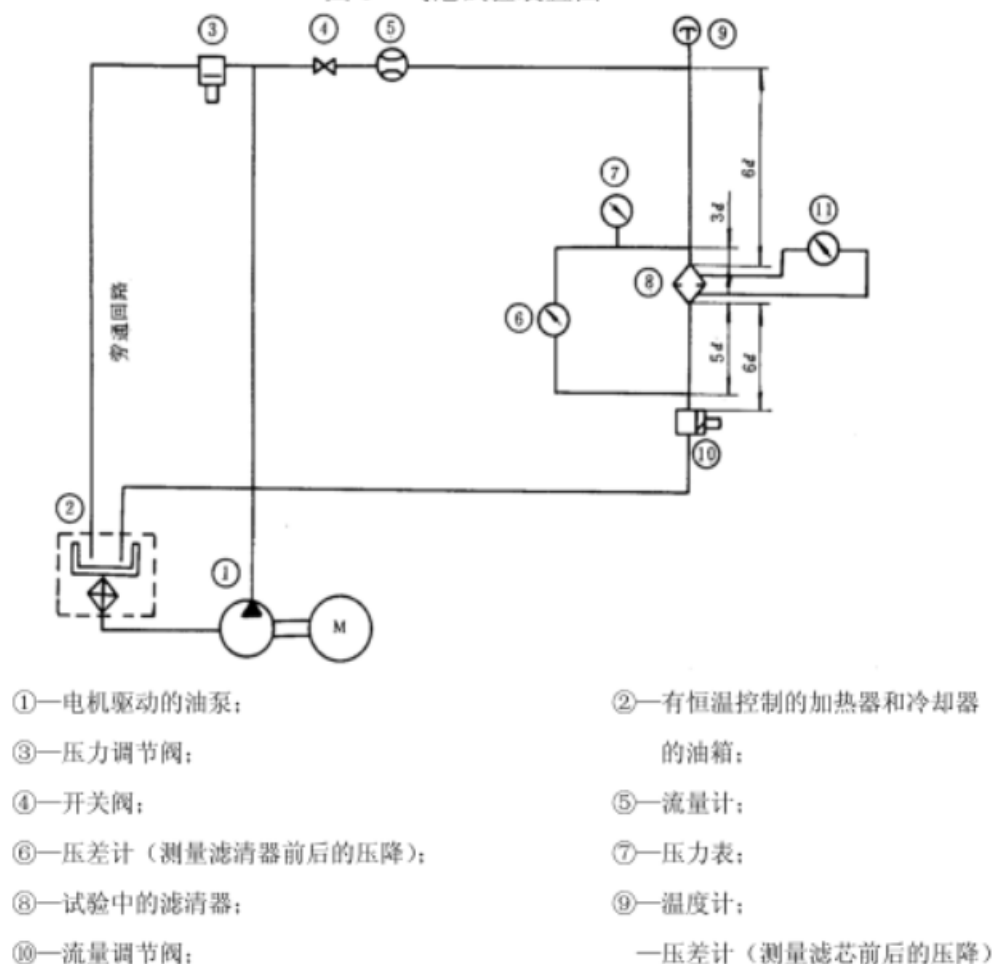 ③
④
⑤
⑨
⑦
6d
3d
⑪
⑧
旁通回路
⑥
5d
6d
⑩
②
①
M
①—电机驱动的油泵;
②—有恒温控制的加热器和冷却器
的油箱;
③—压力调节阀;
④—开关阀;
⑤—流量计;
⑥—压差计（测量滤清器前后的压降）;
⑦—压力表;
⑧—试验中的滤清器;
⑨—温度计;
⑩—流量调节阀;
—压差计（测量滤芯前后的压降）